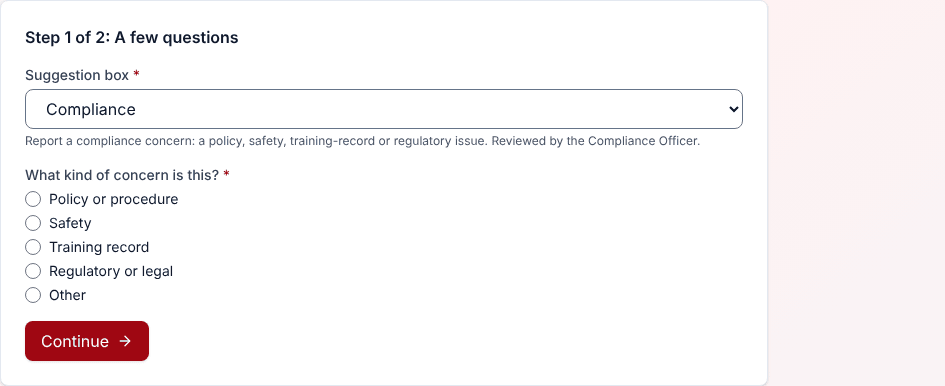 Step 1 of 2: A few questions
Suggestion box *
Compliance
Report a compliance concern: a policy, safety, training-record or regulatory issue. Reviewed by the Compliance Officer.
What kind of concern is this? *
Policy or procedure
Safety
Training record
Regulatory or legal
Other
Continue →